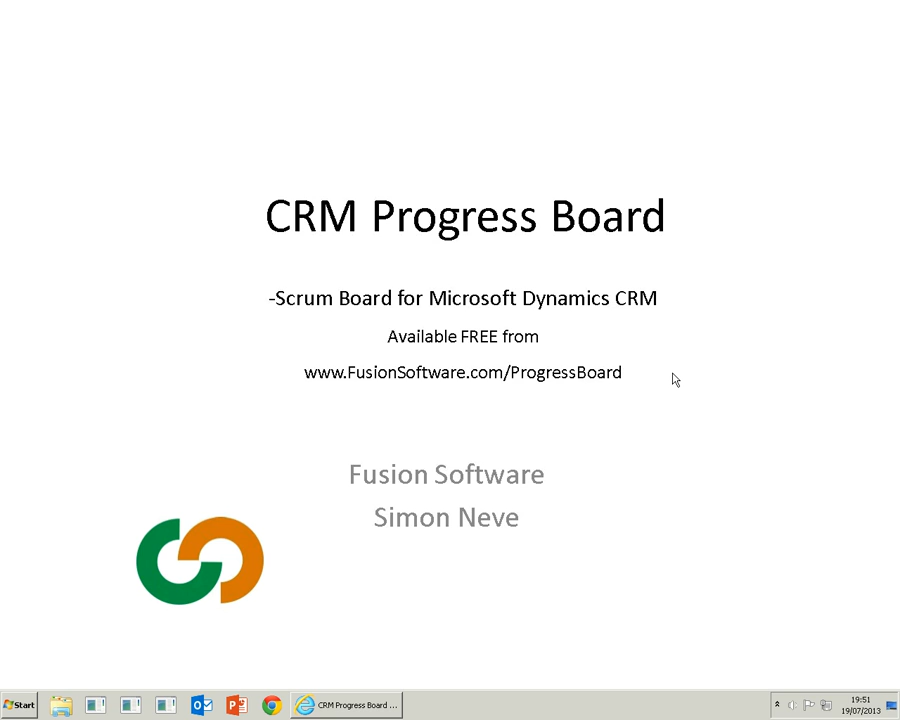 CRM Progress Board
-Scrum Board for Microsoft Dynamics CRM
Available FREE from
www.FusionSoftware.com/ProgressBoard
Fusion Software
Simon Neve
Start
CRM Progress Board ...
19:51
19/07/2013